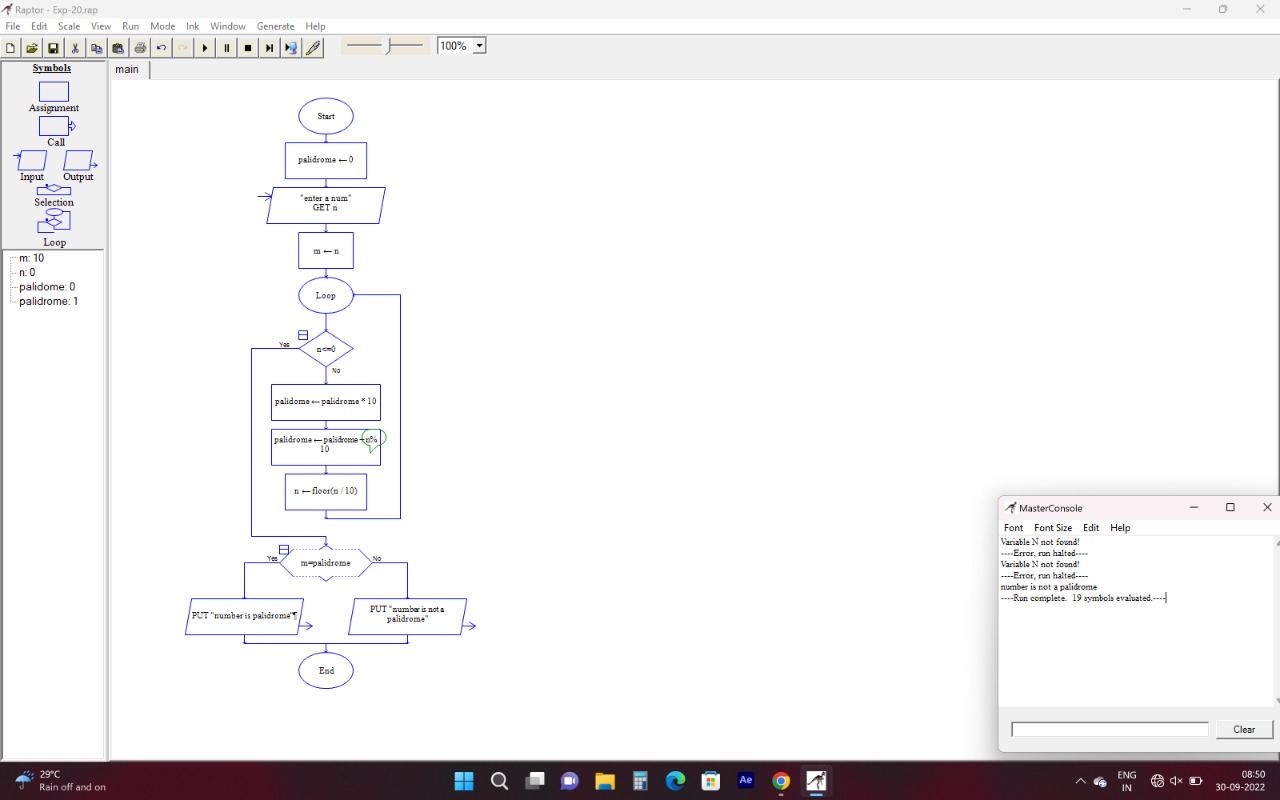 Raptor - Exp-20.rap
File Edit Scale View Run Mode Ink Window Generate Help
100%
Symbols
Assignment
Call
Input Output
Selection
Loop
m: 10
n: 0
palidome: 0
palidrome: 1
main
Start
palidrome ← 0
"enter a num"
GET n
m ← n
Loop
Yes
n<=0
No
palidome ← palidrome * 10
palidrome ← palidrome +n%
10
n ← floor(n / 10)
Yes
m=palidrome
No
PUT "number is palidrome"¶
PUT "number is not a
palidrome"
End
MasterConsole
Font Font Size Edit Help
Variable N not found!
----Error, run halted----
Variable N not found!
----Error, run halted----
number is not a palidrome
----Run complete. 19 symbols evaluated.----
Clear
29°C
Rain off and on
Ae
ENG
IN
08:50
30-09-2022